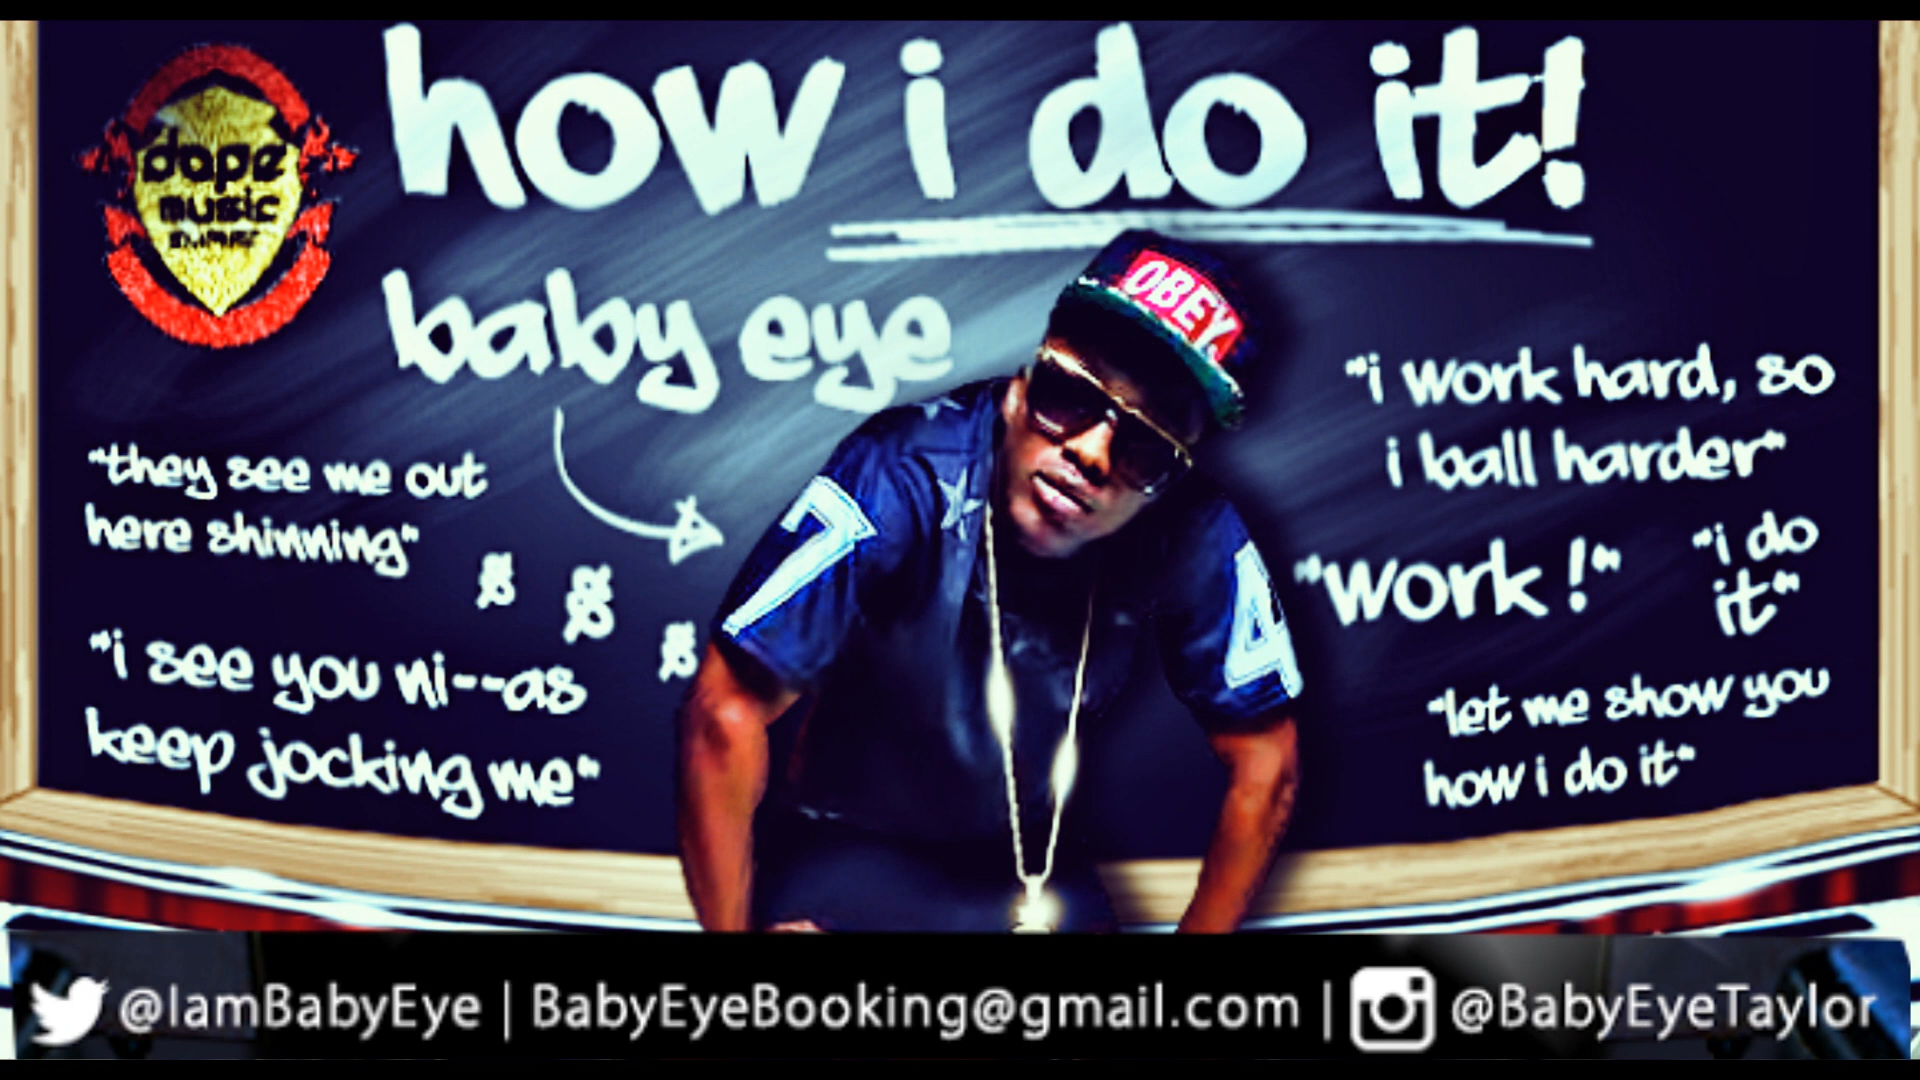 how i do it!
dope
music
baby eye
OBEY
"they see me out
here shinning"
"i see you ni--as
keep jocking me"
$ $ $
7
4
"i work hard, so
i ball harder"
"work !"
"i do
it"
"let me show you
how i do it"
@IamBabyEye | BabyEyeBooking@gmail.com | @BabyEyeTaylor